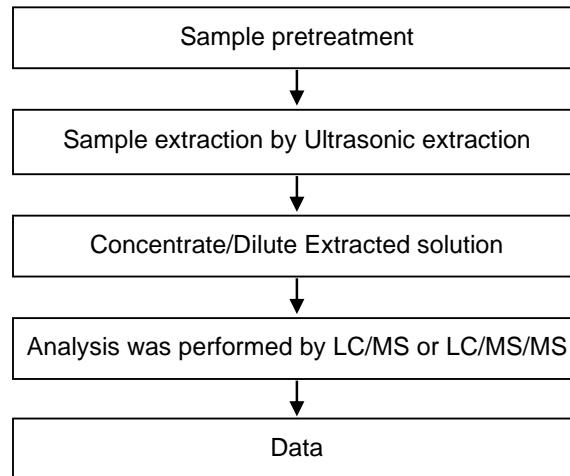 Sample pretreatment
Sample extraction by Ultrasonic extraction
Concentrate/Dilute Extracted solution
Analysis was performed by LC/MS or LC/MS/MS
Data